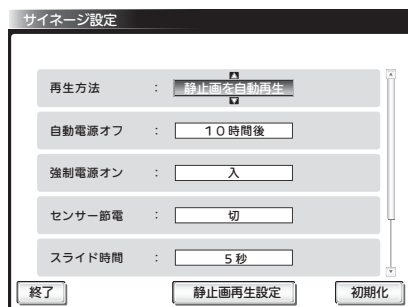 サイネージ設定
再生方法 : 静止画を自動再生
自動電源オフ : 10時間後
強制電源オン : 入
センサー節電 : 切
スライド時間 : 5秒
終了 静止画再生設定 初期化